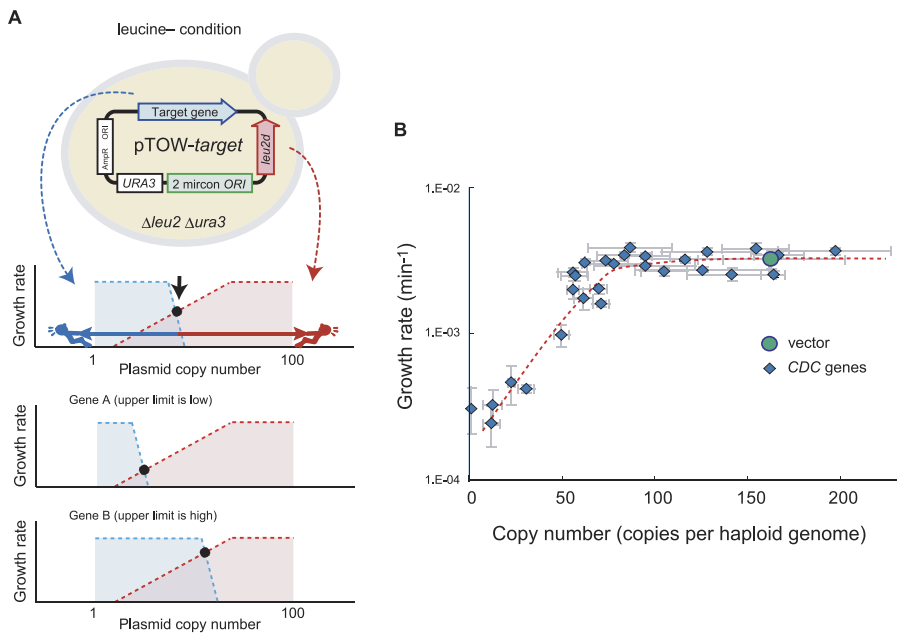 A
leucine– condition
Target gene
AmpR ORI
pTOW-target
leu2d
URA3
2 mircon ORI
Δleu2 Δura3
Growth rate
1
100
Plasmid copy number
Gene A (upper limit is low)
Growth rate
Gene B (upper limit is high)
Growth rate
1
100
Plasmid copy number
B
1.E–02
1.E–03
1.E–04
Growth rate (min-1)
vector
CDC genes
0
50
100
150
200
Copy number (copies per haploid genome)